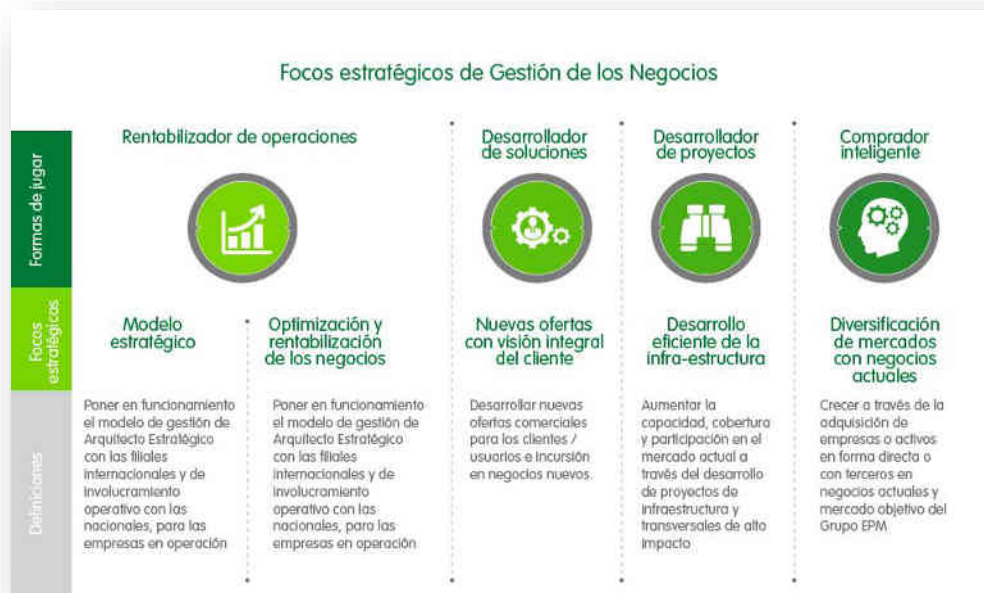 Focos estratégicos de Gestión de los Negocios
Formas de jugar
Rentabilizador de operaciones
Desarrollador
de soluciones
Desarrollador
de proyectos
Comprador
inteligente
Focos
estratégicos
Modelo
estratégico
Optimización y
rentabilización
de los negocios
Nuevas ofertas
con visión integral
del cliente
Desarrollo
eficiente de la
infra-estructura
Diversificación
de mercados
con negocios
actuales
Definiciones
Poner en funcionamiento
el modelo de gestión de
Arquitecto Estratégico
con las filiales
internacionales y de
involucramiento
operativo con las
nacionales, para las
empresas en operación
Poner en funcionamiento
el modelo de gestión de
Arquitecto Estratégico
con las filiales
internacionales y de
involucramiento
operativo con las
nacionales, para las
empresas en operación
Desarrollar nuevas
ofertas comerciales
para los clientes /
usuarios e incursión
en negocios nuevos.
Aumentar la
capacidad, cobertura
y participación en el
mercado actual a
través del desarrollo
de proyectos de
infraestructura y
transversales de alto
impacto
Crecer a través de la
adquisición de
empresas o activos
en forma directa o
con terceros en
negocios actuales y
mercado objetivo del
Grupo EPM